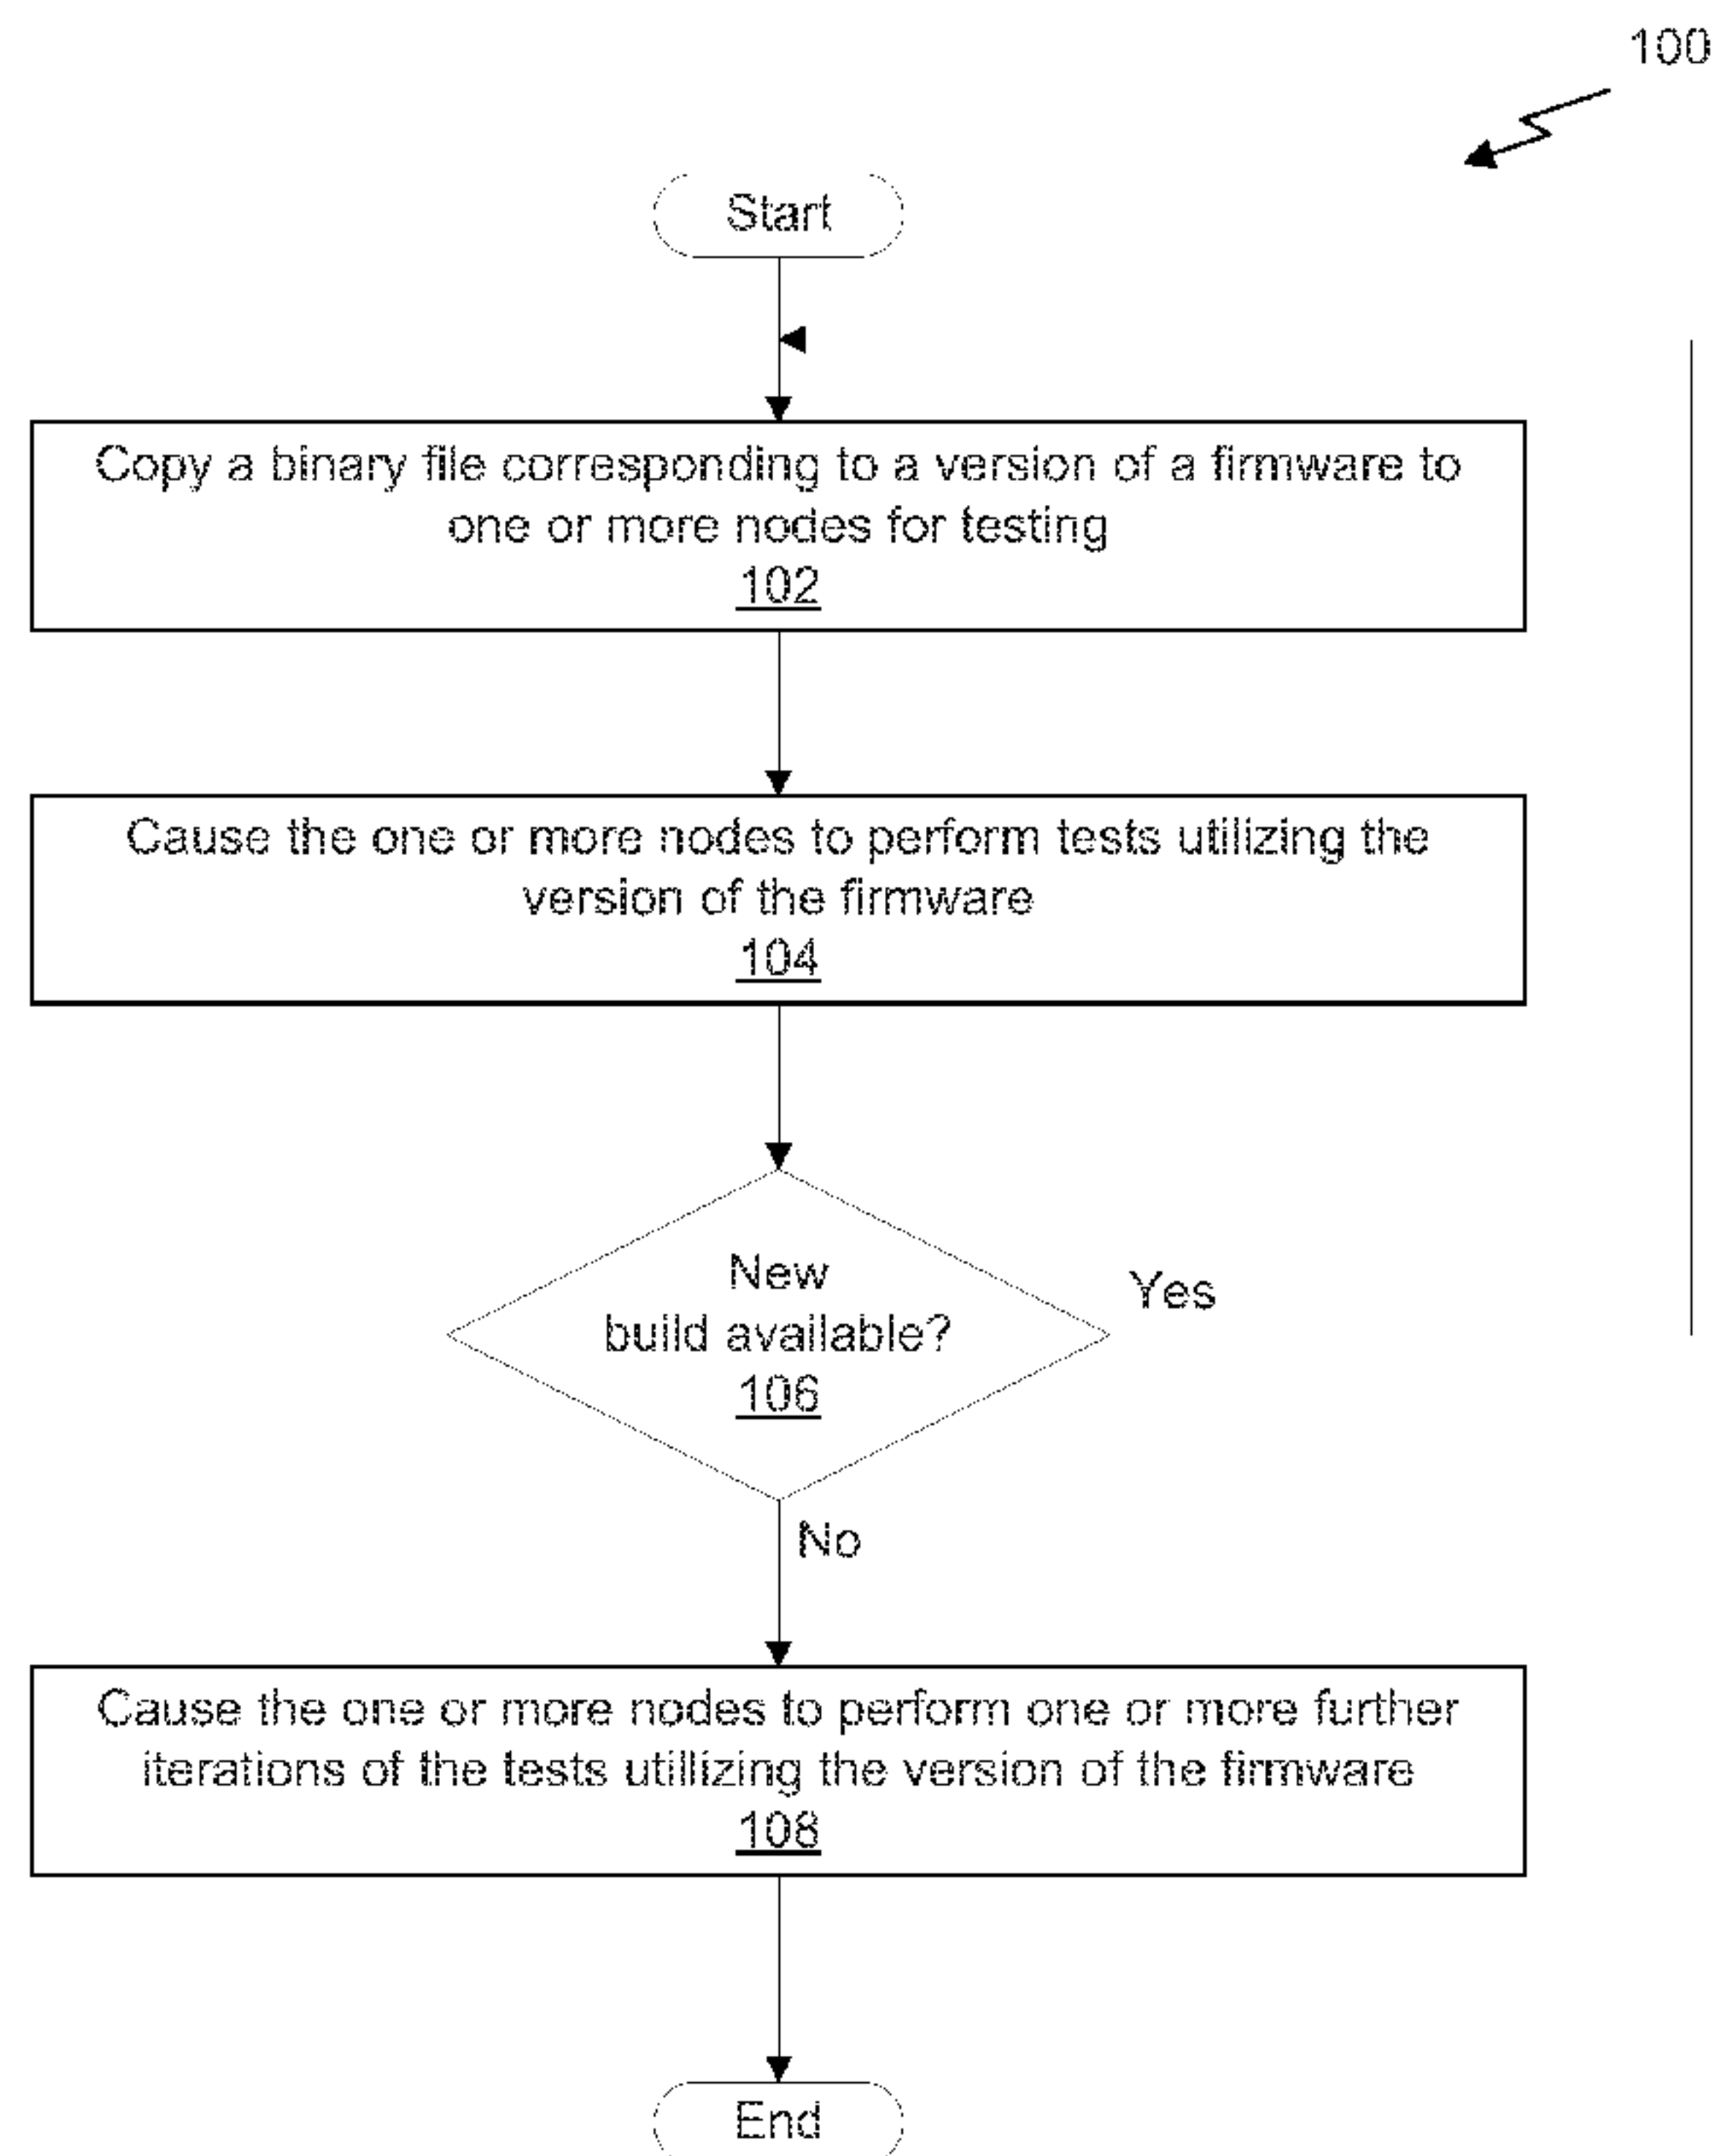 100
Start
Copy a binary file corresponding to a version of a firmware to
one or more nodes for testing
102
Cause the one or more nodes to perform tests utilizing the
version of the firmware
104
New
build available?
106
Yes
No
Cause the one or more nodes to perform one or more further
iterations of the tests utillizing the version of the firmware
108
End